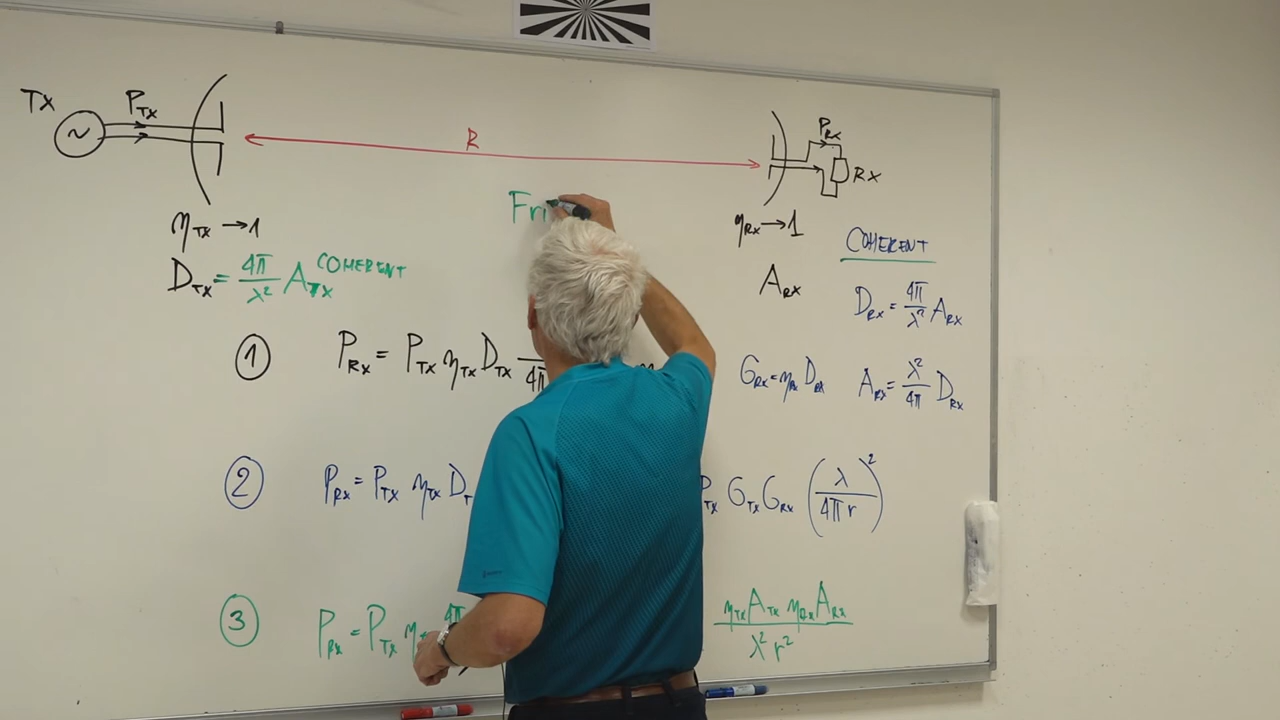 TX
P_TX
R
P_RX
RX
η_TX → 1
Fri
η_RX → 1
COHERENT
D_TX = 4π/λ² A_TX COHERENT
A_RX
D_RX = 4π/λ² A_RX
① P_RX = P_TX η_TX D_TX
4π
G_RX = η_RX D_RX
A_RX = λ²/4π D_RX
② P_RX = P_TX η_TX D_T
P_TX G_TX G_RX (λ/4πr)²
③ P_RX = P_TX η
4π
η_TX A_TX η_RX A_RX / λ² r²